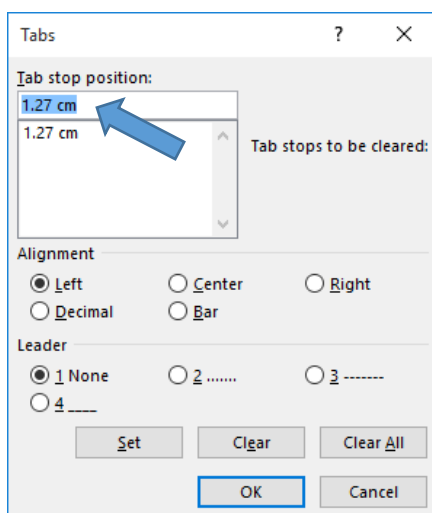 Tabs ? ×
Tab stop position:
1.27 cm
1.27 cm
Tab stops to be cleared:
Alignment
Left Center Right
Decimal Bar
Leader
1 None 2 ....... 3 -------
4 ____
Set Clear Clear All
OK Cancel